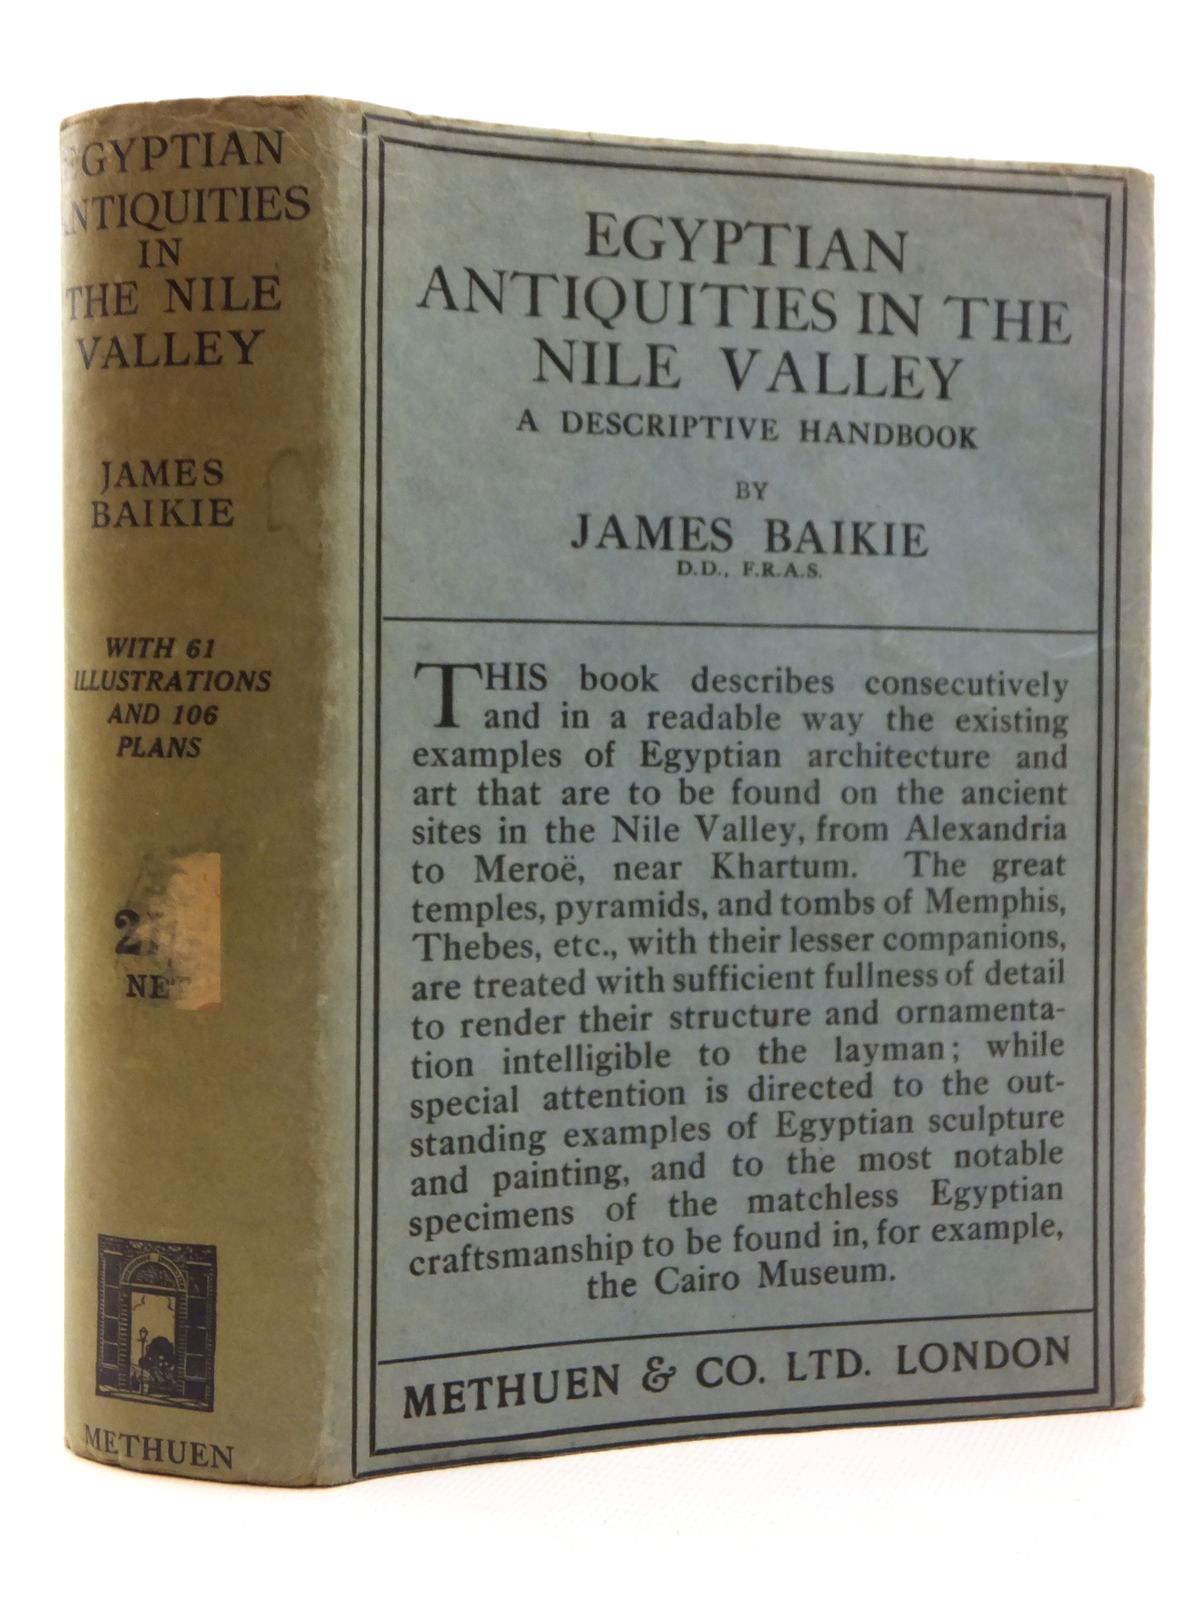 EGYPTIAN
ANTIQUITIES
IN
THE NILE
VALLEY
JAMES
BAIKIE
WITH 61
ILLUSTRATIONS
AND 106
PLANS
NET
METHUEN
EGYPTIAN
ANTIQUITIES IN THE
NILE VALLEY
A DESCRIPTIVE HANDBOOK
BY
JAMES BAIKIE
D.D., F.R.A.S.
THIS book describes consecutively
and in a readable way the existing
examples of Egyptian architecture and
art that are to be found on the ancient
sites in the Nile Valley, from Alexandria
to Meroë, near Khartum. The great
temples, pyramids, and tombs of Memphis,
Thebes, etc., with their lesser companions,
are treated with sufficient fullness of detail
to render their structure and ornamenta-
tion intelligible to the layman; while
special attention is directed to the out-
standing examples of Egyptian sculpture
and painting, and to the most notable
specimens of the matchless Egyptian
craftsmanship to be found in, for example,
the Cairo Museum.
METHUEN & CO. LTD. LONDON